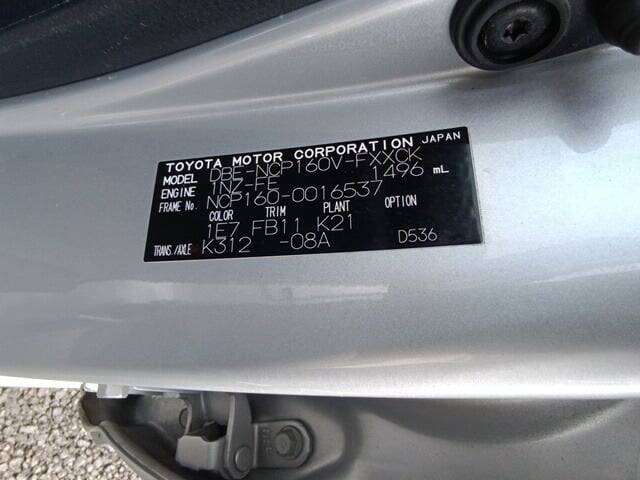 TOYOTA MOTOR CORPORATION JAPAN
MODEL DBE-NCP160V-FXXCK
ENGINE 1NZ-FE 1496 mL
FRAME No. NCP160-0016537
COLOR TRIM PLANT OPTION
1E7 FB11 K21
TRANS./AXLE K312 -08A D536